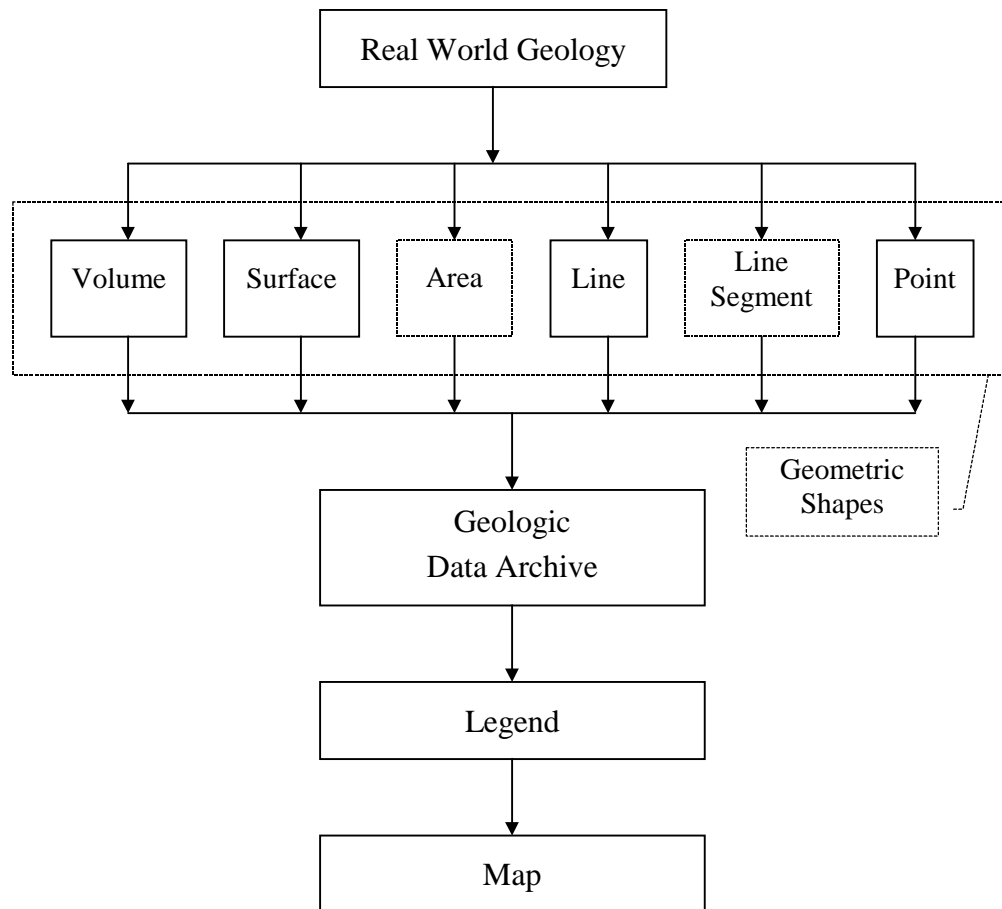 Real World Geology
Volume
Surface
Area
Line
Line
Segment
Point
Geometric
Shapes
Geologic
Data Archive
Legend
Map